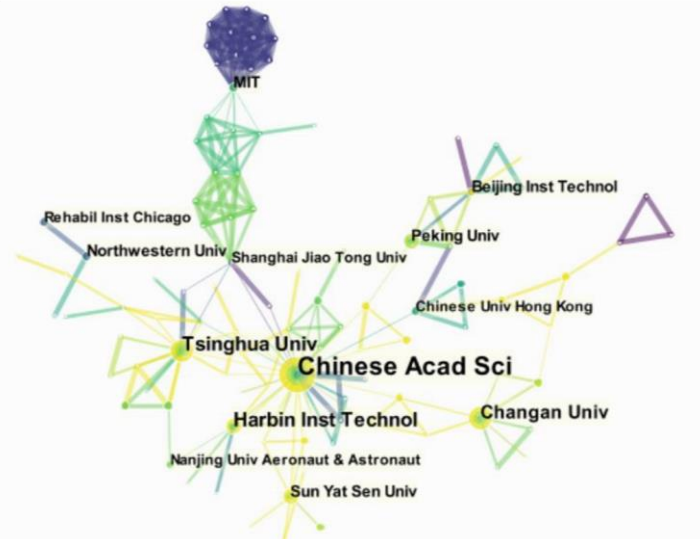 MIT
Beijing Inst Technol
Rehabil Inst Chicago
Peking Univ
Northwestern Univ
Shanghai Jiao Tong Univ
Chinese Univ Hong Kong
Tsinghua Univ
Chinese Acad Sci
Changan Univ
Harbin Inst Technol
Nanjing Univ Aeronaut & Astronaut
Sun Yat Sen Univ